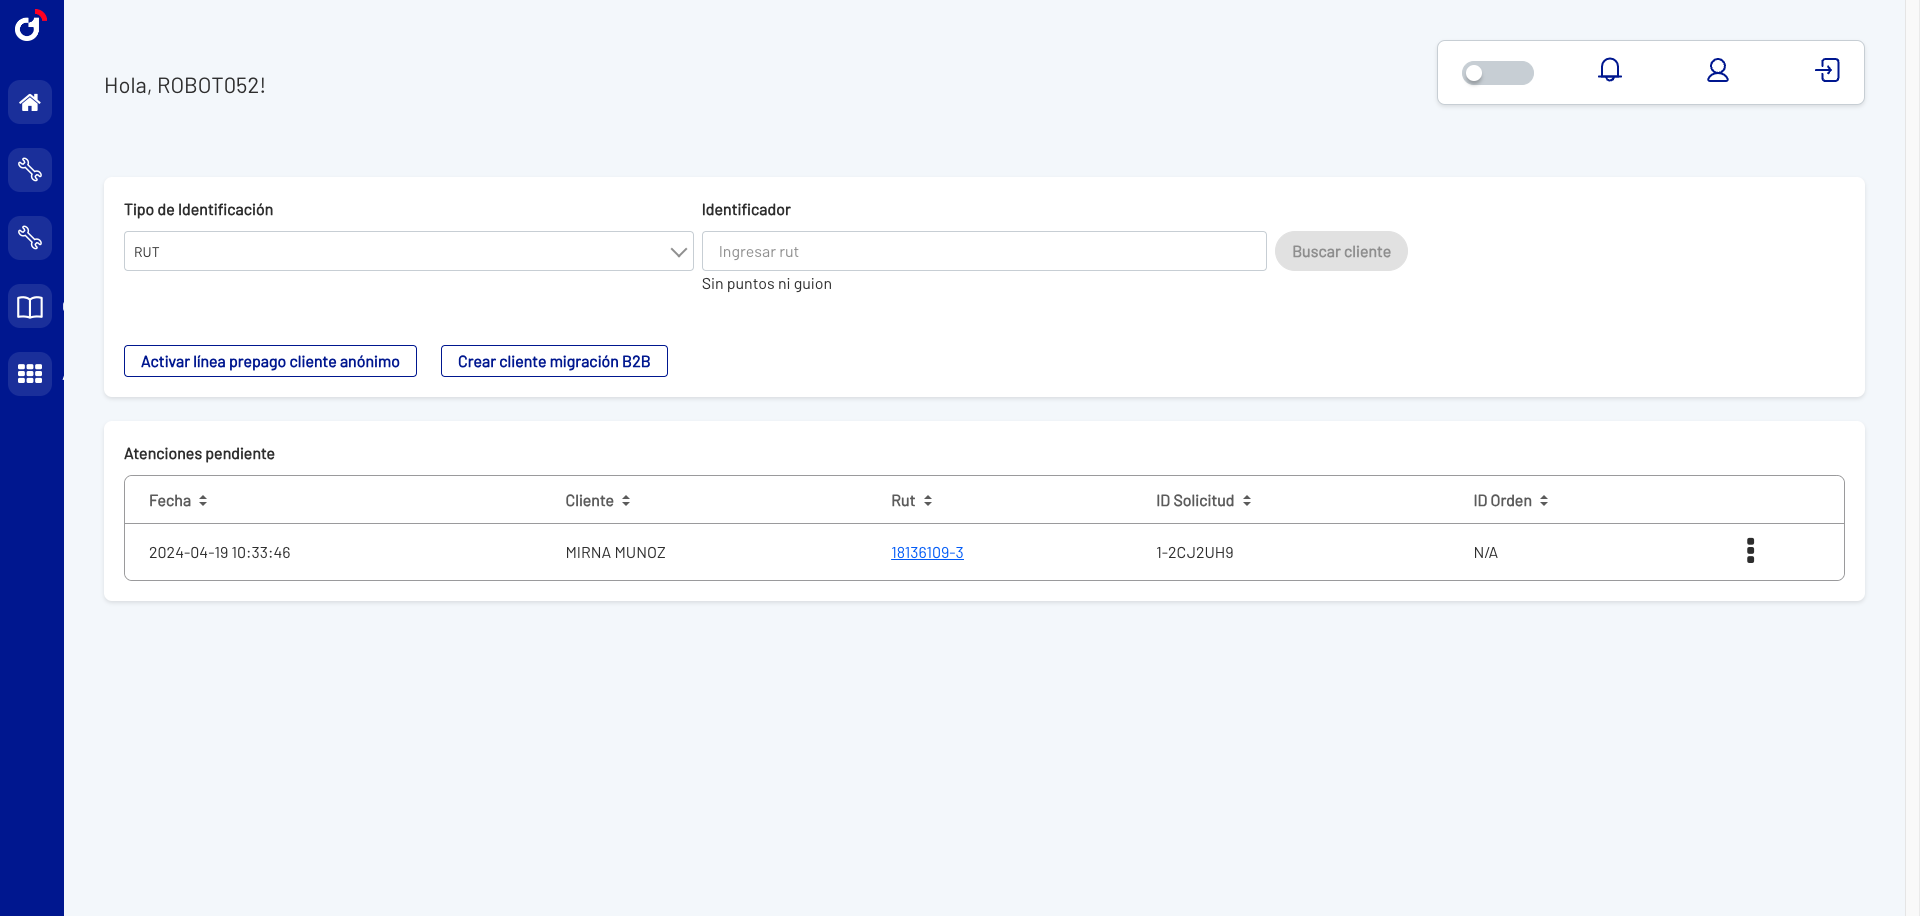 Hola, ROBOT052!
Tipo de Identificación
Identificador
RUT
Ingresar rut
Buscar cliente
Sin puntos ni guion
Activar línea prepago cliente anónimo
Crear cliente migración B2B
Atenciones pendiente
Fecha Cliente Rut ID Solicitud ID Orden
2024-04-19 10:33:46 MIRNA MUNOZ 18136109-3 1-2CJ2UH9 N/A